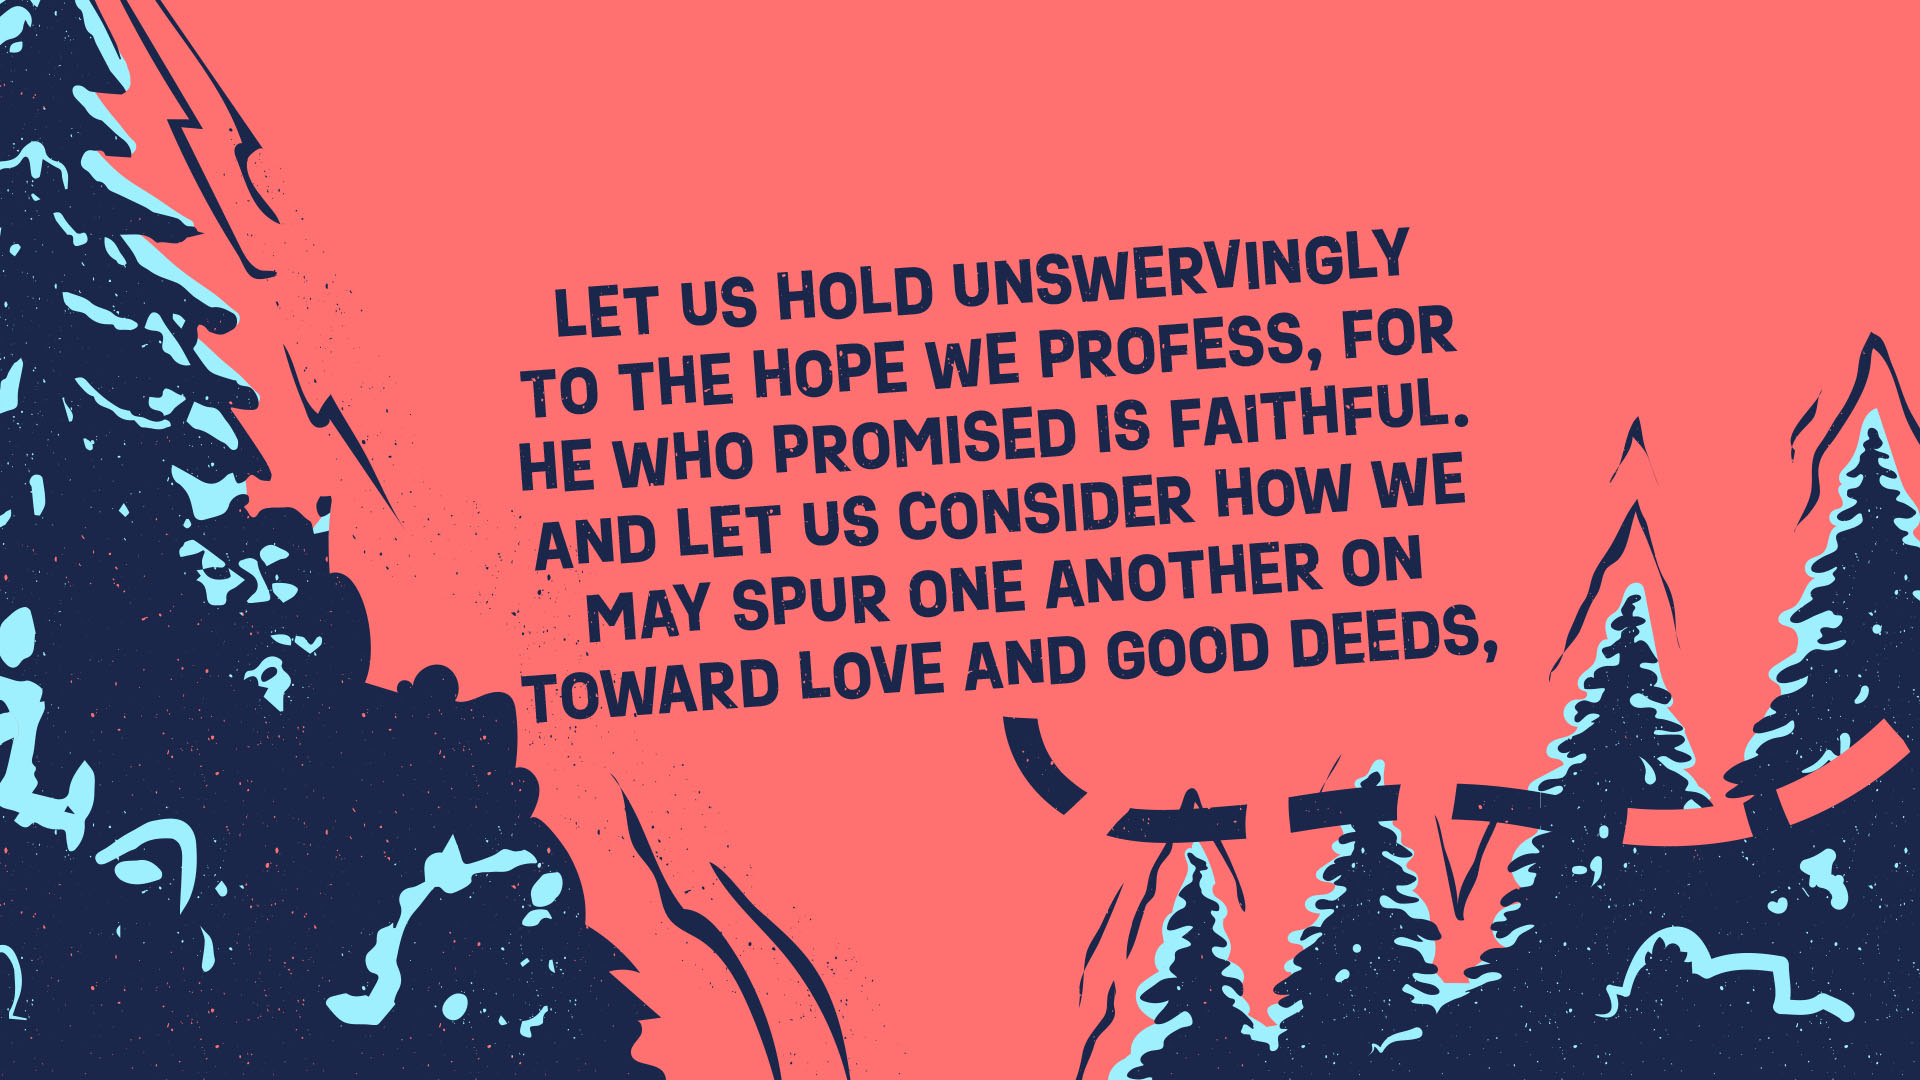 LET US HOLD UNSWERVINGLY
TO THE HOPE WE PROFESS, FOR
HE WHO PROMISED IS FAITHFUL.
AND LET US CONSIDER HOW WE
MAY SPUR ONE ANOTHER ON
TOWARD LOVE AND GOOD DEEDS,